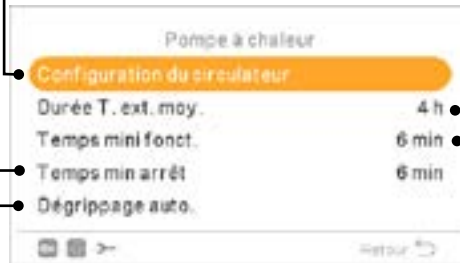 Pompe à chaleur
Configuration du circulateur
Durée T. ext. moy. 4 h
Temps mini fonct. 6 min
Temps min arrêt 6 min
Dégrippage auto.
Retour